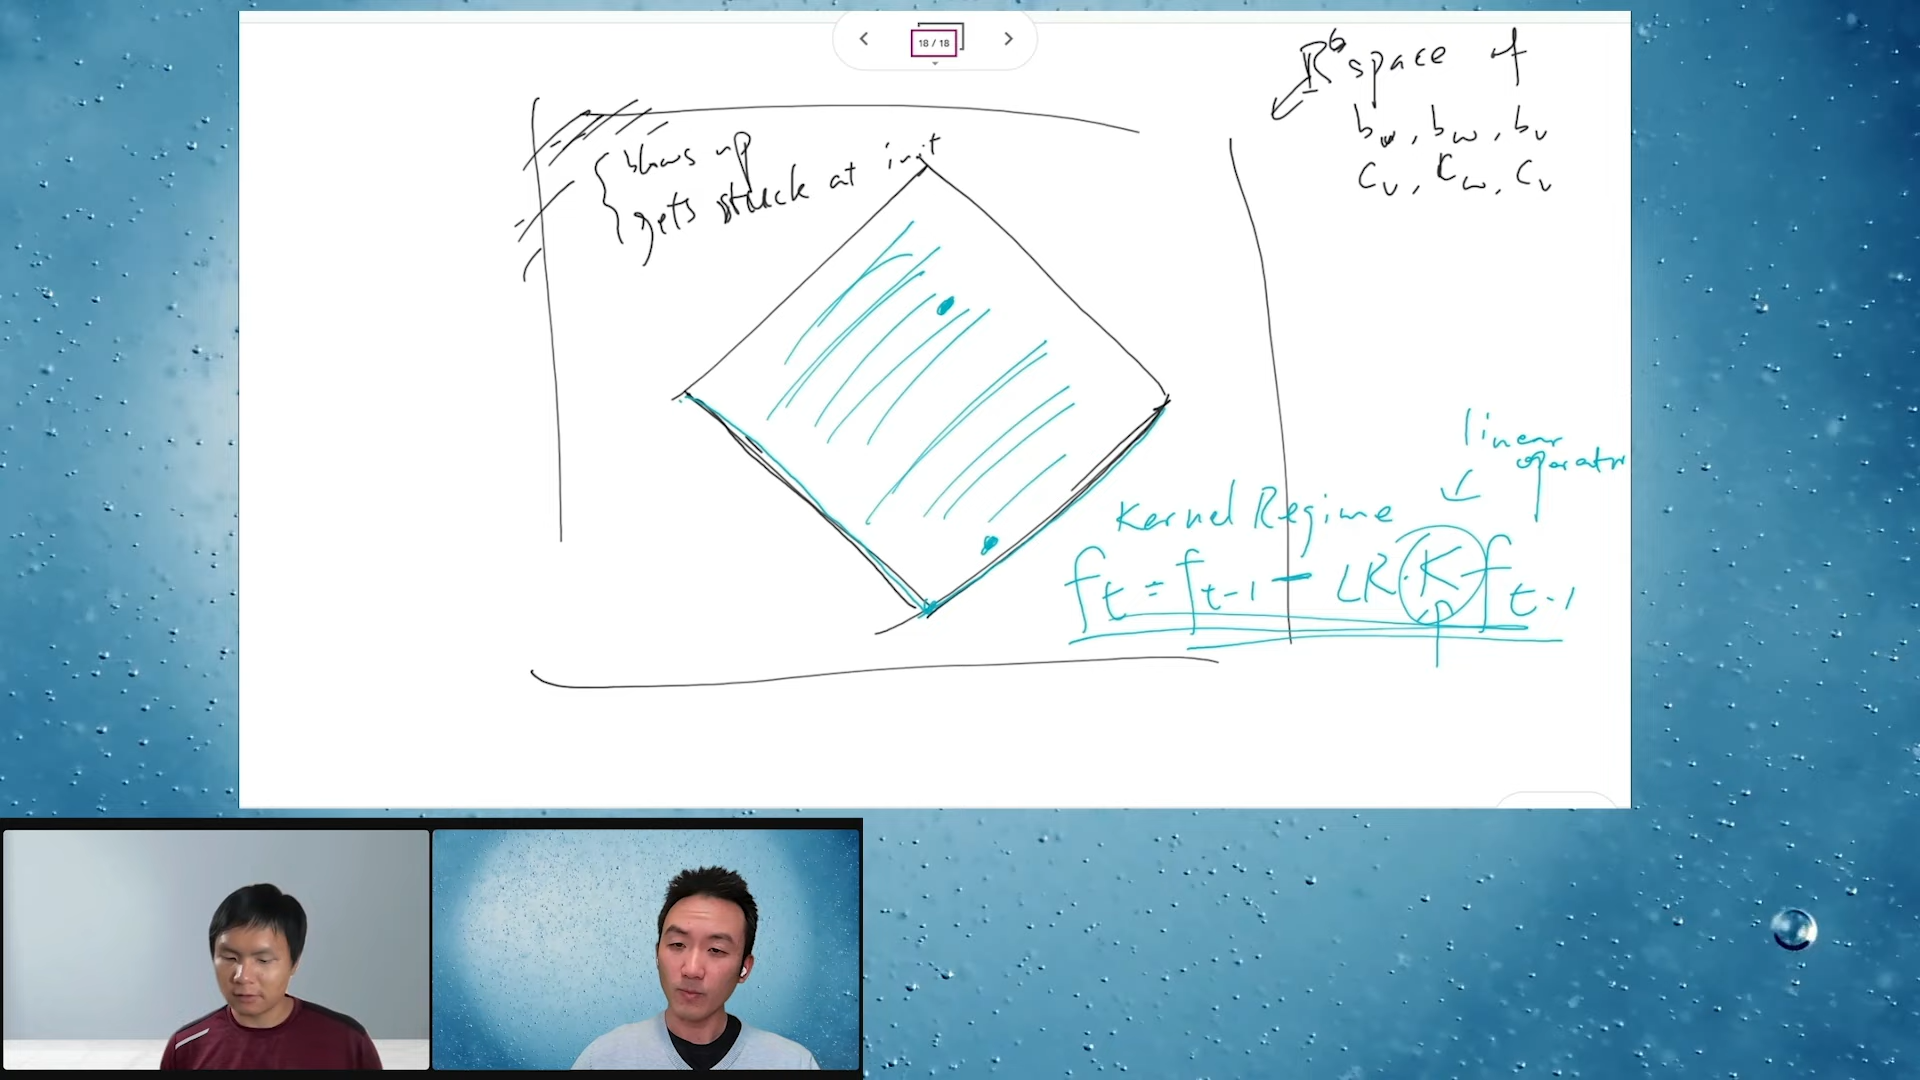 18 / 18
ℝ⁶ space of
b_u, b_w, b_v
c_u, c_w, c_v
{ blows up
gets stuck at init
linear
operator
Kernel Regime
f_t = f_{t-1} - LR · K f_{t-1}